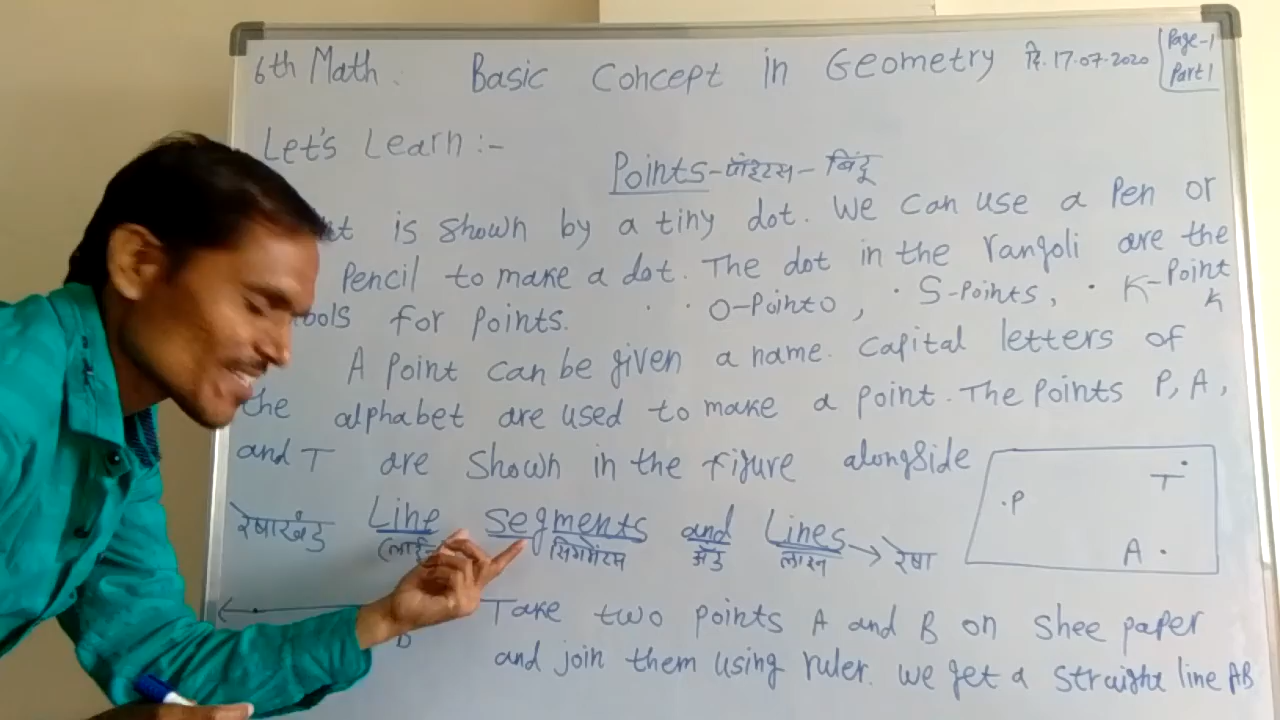 6th Math. Basic Concept in Geometry दि. 17.07.2020 Page-1 Part 1
Let's Learn :-
Points - पॉइंटस - बिंदू
is shown by a tiny dot. We can use a Pen or
Pencil to make a dot. The dot in the rangoli are the
for points. O-Point O, · S-Points, · K-Point K
A point can be given a name. Capital letters of
the alphabet are used to make a point. The points P, A,
and T are shown in the figure alongside
·P T A ·
रेषाखंड Line segments and Lines → रेषा
सिगमेंटस अँड लाइन
Take two points A and B on shee paper
and join them using ruler. We get a straight line AB